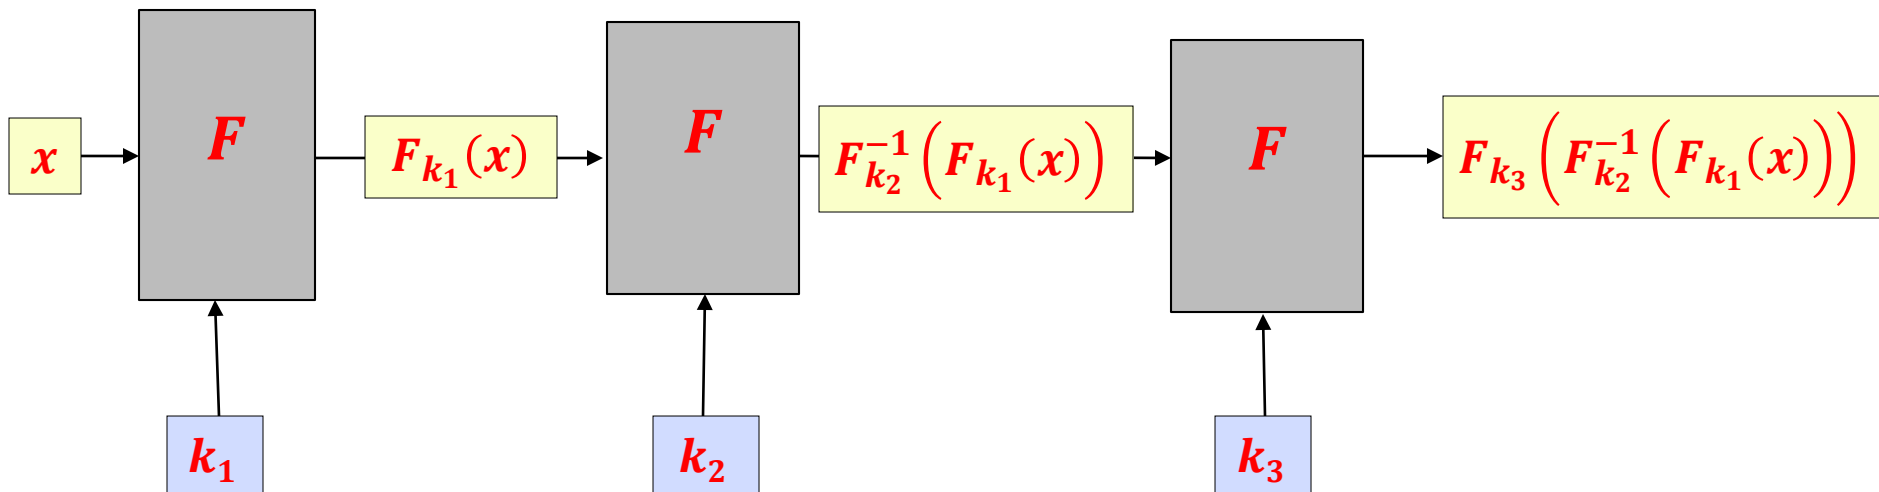 x
F
F_{k_1}(x)
F
F_{k_2}^{-1}(F_{k_1}(x))
F
F_{k_3}(F_{k_2}^{-1}(F_{k_1}(x)))
k_1
k_2
k_3